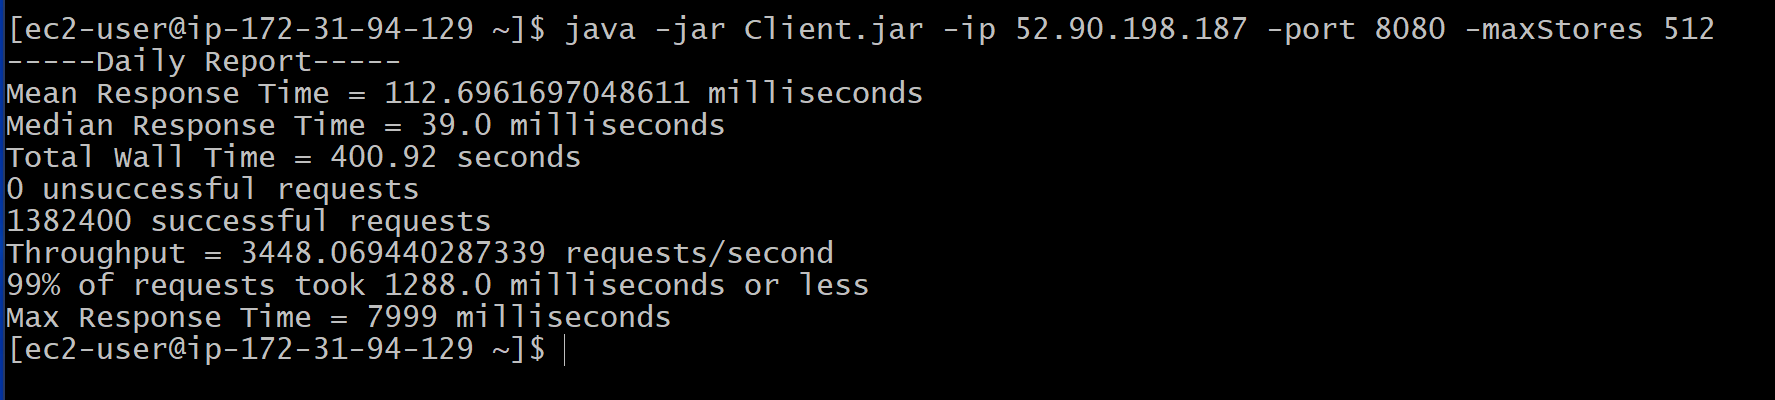 [ec2-user@ip-172-31-94-129 ~]$ java -jar Client.jar -ip 52.90.198.187 -port 8080 -maxStores 512
-----Daily Report-----
Mean Response Time = 112.6961697048611 milliseconds
Median Response Time = 39.0 milliseconds
Total Wall Time = 400.92 seconds
0 unsuccessful requests
1382400 successful requests
Throughput = 3448.069440287339 requests/second
99% of requests took 1288.0 milliseconds or less
Max Response Time = 7999 milliseconds
[ec2-user@ip-172-31-94-129 ~]$